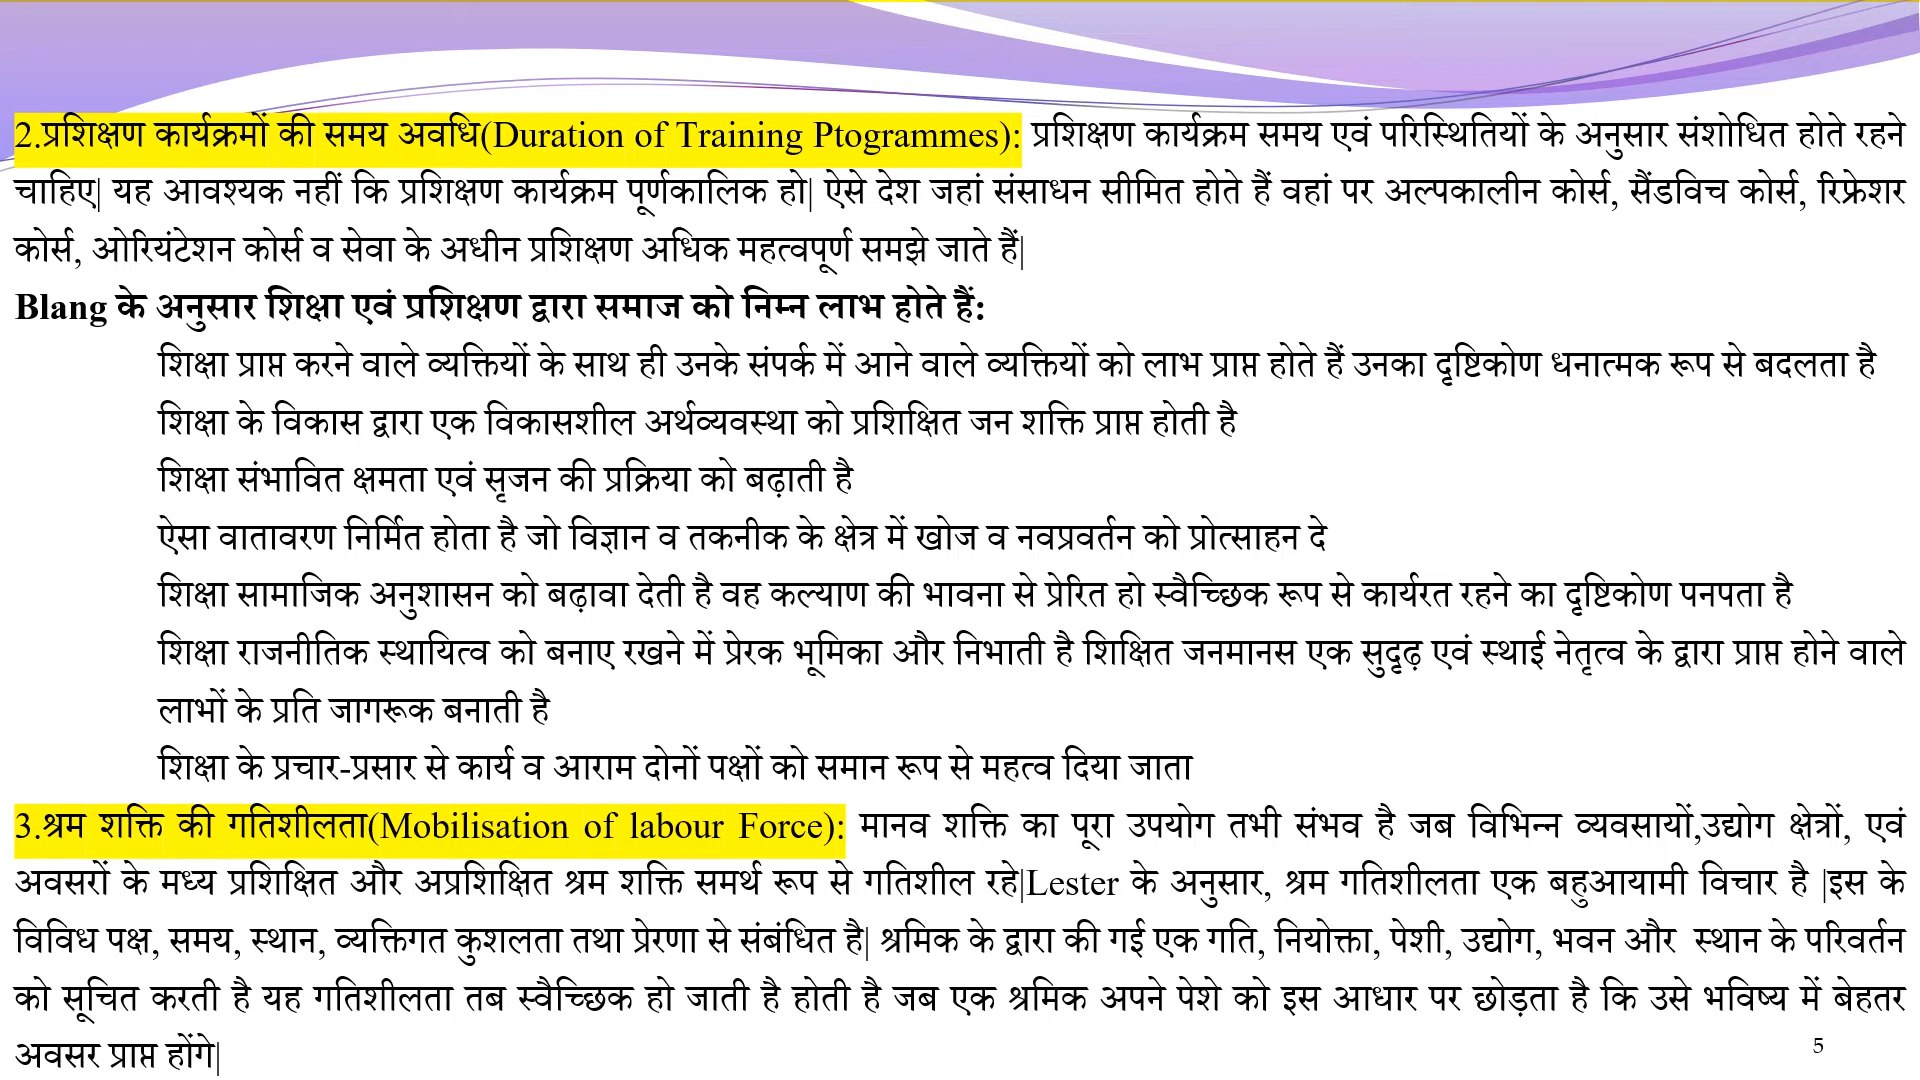 2.प्रशिक्षण कार्यक्रमों की समय अवधि(Duration of Training Ptogrammes): प्रशिक्षण कार्यक्रम समय एवं परिस्थितियों के अनुसार संशोधित होते रहने
चाहिए| यह आवश्यक नहीं कि प्रशिक्षण कार्यक्रम पूर्णकालिक हो| ऐसे देश जहां संसाधन सीमित होते हैं वहां पर अल्पकालीन कोर्स, सैंडविच कोर्स, रिफ्रेशर
कोर्स, ओरियंटेशन कोर्स व सेवा के अधीन प्रशिक्षण अधिक महत्वपूर्ण समझे जाते हैं|
Blang के अनुसार शिक्षा एवं प्रशिक्षण द्वारा समाज को निम्न लाभ होते हैं:
शिक्षा प्राप्त करने वाले व्यक्तियों के साथ ही उनके संपर्क में आने वाले व्यक्तियों को लाभ प्राप्त होते हैं उनका दृष्टिकोण धनात्मक रूप से बदलता है
शिक्षा के विकास द्वारा एक विकासशील अर्थव्यवस्था को प्रशिक्षित जन शक्ति प्राप्त होती है
शिक्षा संभावित क्षमता एवं सृजन की प्रक्रिया को बढ़ाती है
ऐसा वातावरण निर्मित होता है जो विज्ञान व तकनीक के क्षेत्र में खोज व नवप्रवर्तन को प्रोत्साहन दे
शिक्षा सामाजिक अनुशासन को बढ़ावा देती है वह कल्याण की भावना से प्रेरित हो स्वैच्छिक रूप से कार्यरत रहने का दृष्टिकोण पनपता है
शिक्षा राजनीतिक स्थायित्व को बनाए रखने में प्रेरक भूमिका और निभाती है शिक्षित जनमानस एक सुदृढ़ एवं स्थाई नेतृत्व के द्वारा प्राप्त होने वाले
लाभों के प्रति जागरूक बनाती है
शिक्षा के प्रचार-प्रसार से कार्य व आराम दोनों पक्षों को समान रूप से महत्व दिया जाता
3.श्रम शक्ति की गतिशीलता(Mobilisation of labour Force): मानव शक्ति का पूरा उपयोग तभी संभव है जब विभिन्न व्यवसायों,उद्योग क्षेत्रों, एवं
अवसरों के मध्य प्रशिक्षित और अप्रशिक्षित श्रम शक्ति समर्थ रूप से गतिशील रहे|Lester के अनुसार, श्रम गतिशीलता एक बहुआयामी विचार है |इस के
विविध पक्ष, समय, स्थान, व्यक्तिगत कुशलता तथा प्रेरणा से संबंधित है| श्रमिक के द्वारा की गई एक गति, नियोक्ता, पेशी, उद्योग, भवन और स्थान के परिवर्तन
को सूचित करती है यह गतिशीलता तब स्वैच्छिक हो जाती है होती है जब एक श्रमिक अपने पेशे को इस आधार पर छोड़ता है कि उसे भविष्य में बेहतर
अवसर प्राप्त होंगे|
5